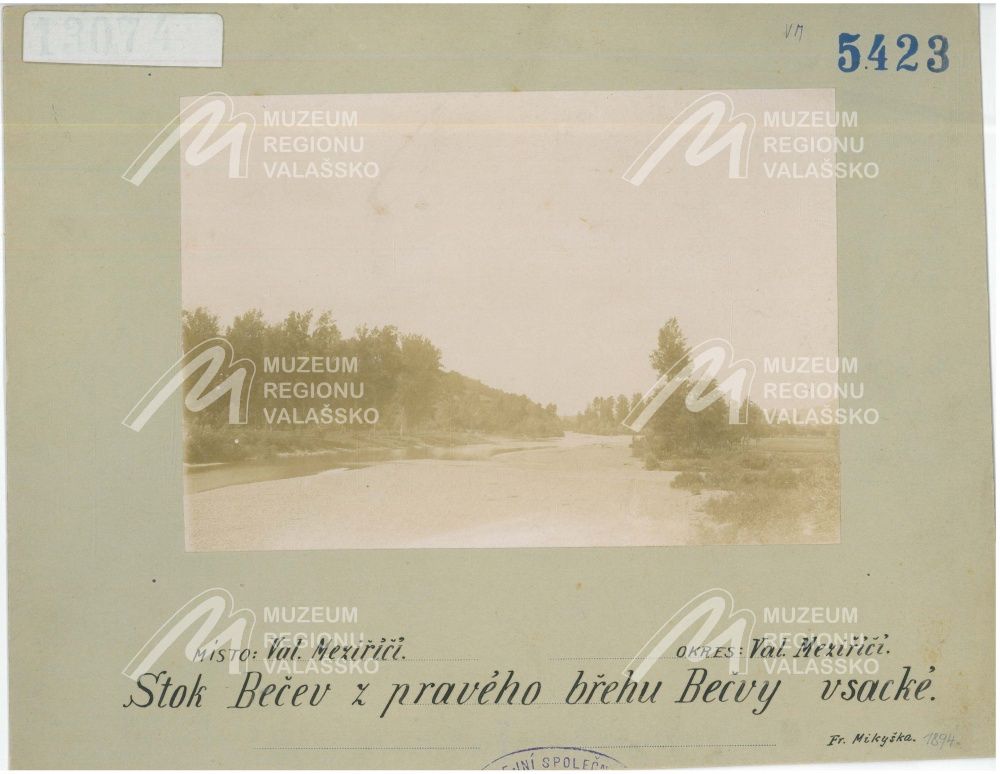 13074
VM
5423
MUZEUM
REGIONU
VALAŠSKO
MUZEUM
REGIONU
VALAŠSKO
MUZEUM
REGIONU
VALAŠSKO
MUZEUM
REGIONU
VALAŠSKO
MUZEUM
REGIONU
VALAŠSKO
MUZEUM
REGIONU
VALAŠSKO
MÍSTO: Val. Meziříčí. OKRES: Val. Meziříčí.
Stok Bečev z pravého břehu Bečvy vsacké.
Fr. Mikyška. 1894.